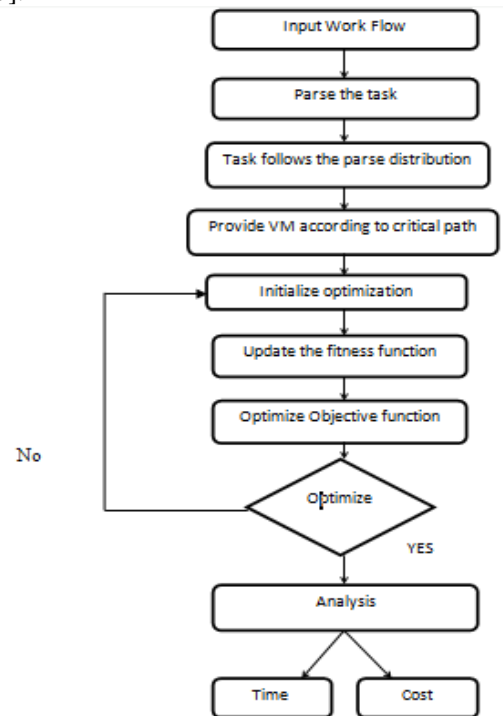 Input Work Flow
Parse the task
Task follows the parse distribution
Provide VM according to critical path
Initialize optimization
Update the fitness function
Optimize Objective function
No
Optimize
YES
Analysis
Time
Cost